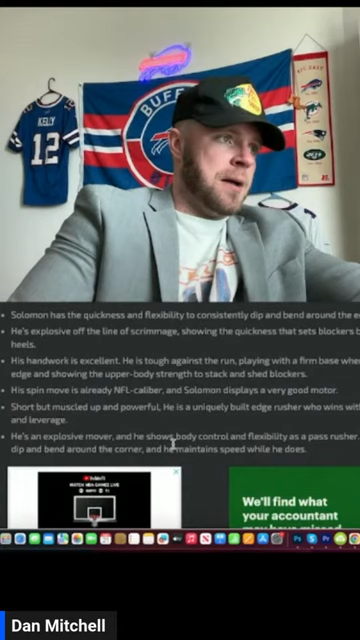 BUFF
KELLY
12
Solomon has the quickness and flexibility to consistently dip and bend around the
He's explosive off the line of scrimmage, showing the quickness that sets blockers
heels.
His handwork is excellent. He is tough against the run, playing with a firm base
edge and showing the upper-body strength to stack and shed blockers.
His spin move is already NFL-caliber, and Solomon displays a very good motor.
Short but muscled up and powerful, He is a uniquely built edge rusher who wins
and leverage.
He's an explosive mover, and he shows body control and flexibility as a pass rusher.
dip and bend around the corner, and he maintains speed while he does.
WATCH NBA GAMES LIVE
We'll find what
your accountant
Dan Mitchell